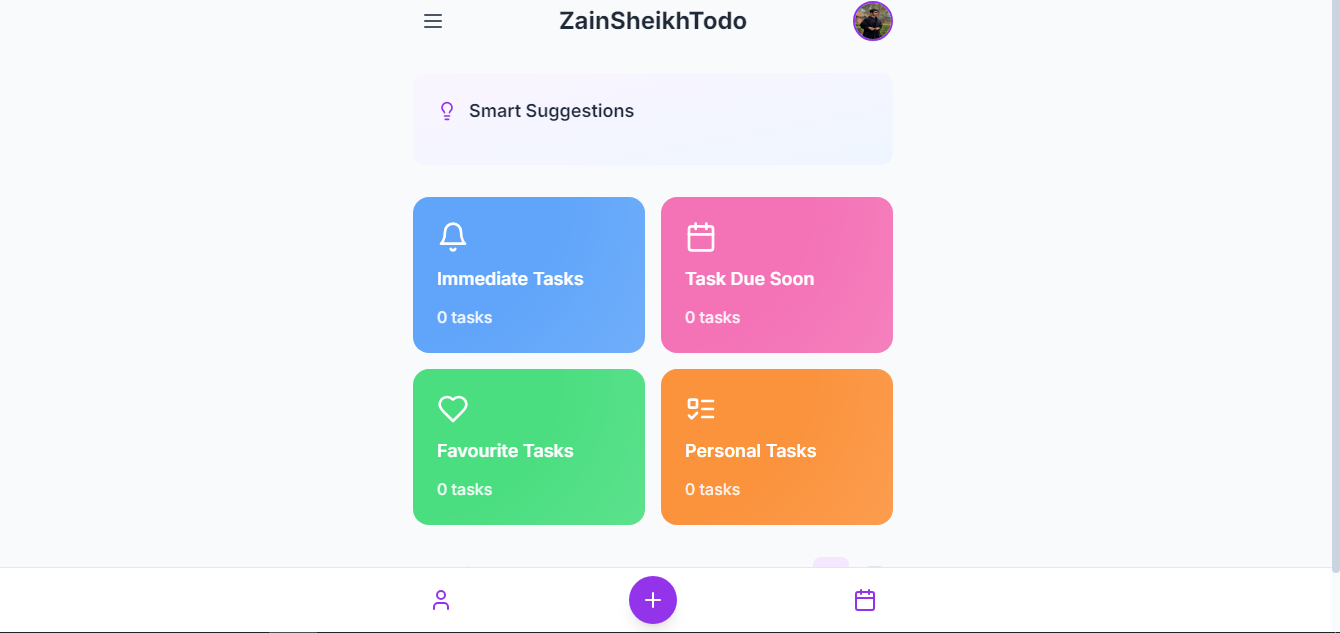 ZainSheikhTodo
Smart Suggestions
Immediate Tasks
0 tasks
Task Due Soon
0 tasks
Favourite Tasks
0 tasks
Personal Tasks
0 tasks